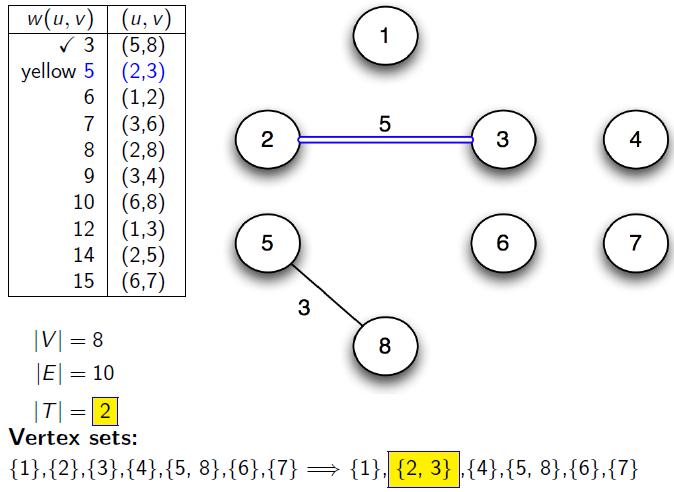 w(u, v) (u, v)
✓ 3 (5,8)
yellow 5 (2,3)
6 (1,2)
7 (3,6)
8 (2,8)
9 (3,4)
10 (6,8)
12 (1,3)
14 (2,5)
15 (6,7)
1
5
2 3 4
5 6 7
3
8
|V| = 8
|E| = 10
|T| = 2
Vertex sets:
{1},{2},{3},{4},{5, 8},{6},{7} ⟹ {1}, {2, 3} ,{4},{5, 8},{6},{7}